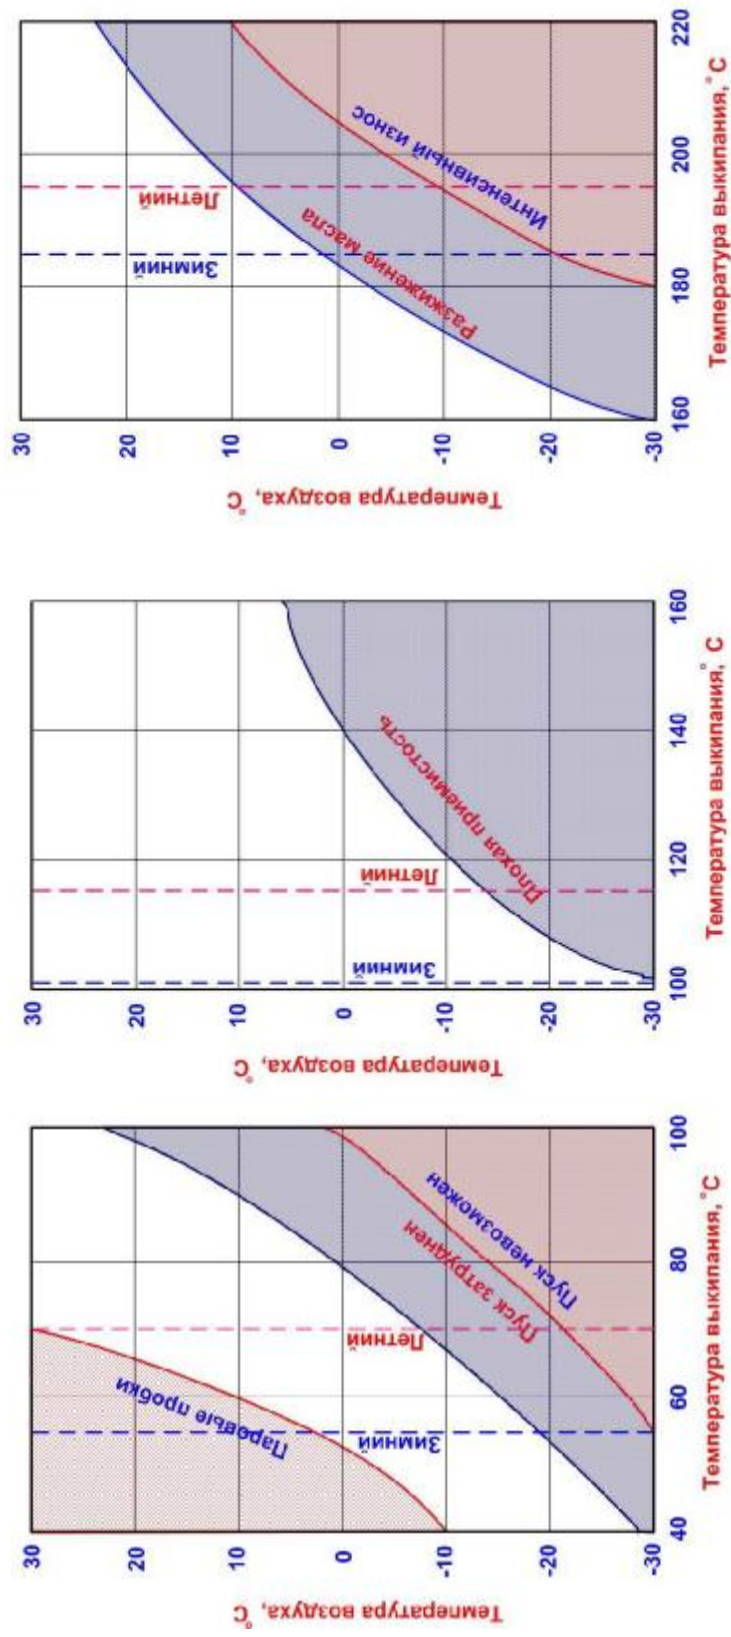 Температура воздуха, °С
30
20
10
0
-10
-20
-30
Паровые пробки
Зимний
Летний
Пуск затруднен
Пуск невозможен
40
60
80
100
Температура выкипания, °С
Температура воздуха, °С
30
20
10
0
-10
-20
-30
Зимний
Летний
Плохая приемистость
100
120
140
160
Температура выкипания, °С
Температура воздуха, °С
30
20
10
0
-10
-20
-30
Зимний
Летний
Разжижение масла
Интенсивный износ
160
180
200
220
Температура выкипания, °С